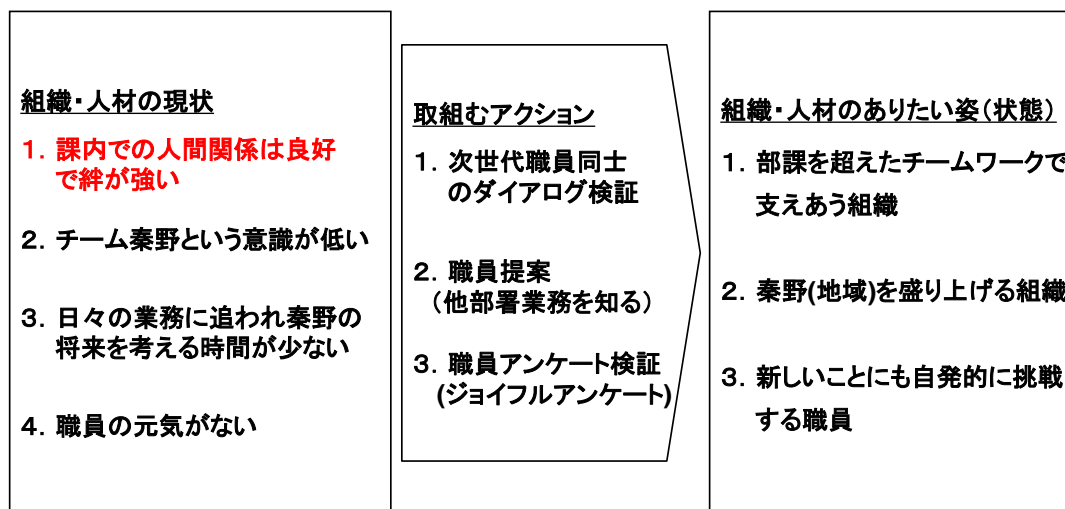 組織・人材の現状
１．課内での人間関係は良好
で絆が強い
２．チーム秦野という意識が低い
３．日々の業務に追われ秦野の
将来を考える時間が少ない
４．職員の元気がない
取組むアクション
１．次世代職員同士
のダイアログ検証
２．職員提案
（他部署業務を知る）
３．職員アンケート検証
(ジョイフルアンケート)
組織・人材のありたい姿（状態）
１．部課を超えたチームワークで
支えあう組織
２．秦野(地域)を盛り上げる組織
３．新しいことにも自発的に挑戦
する職員